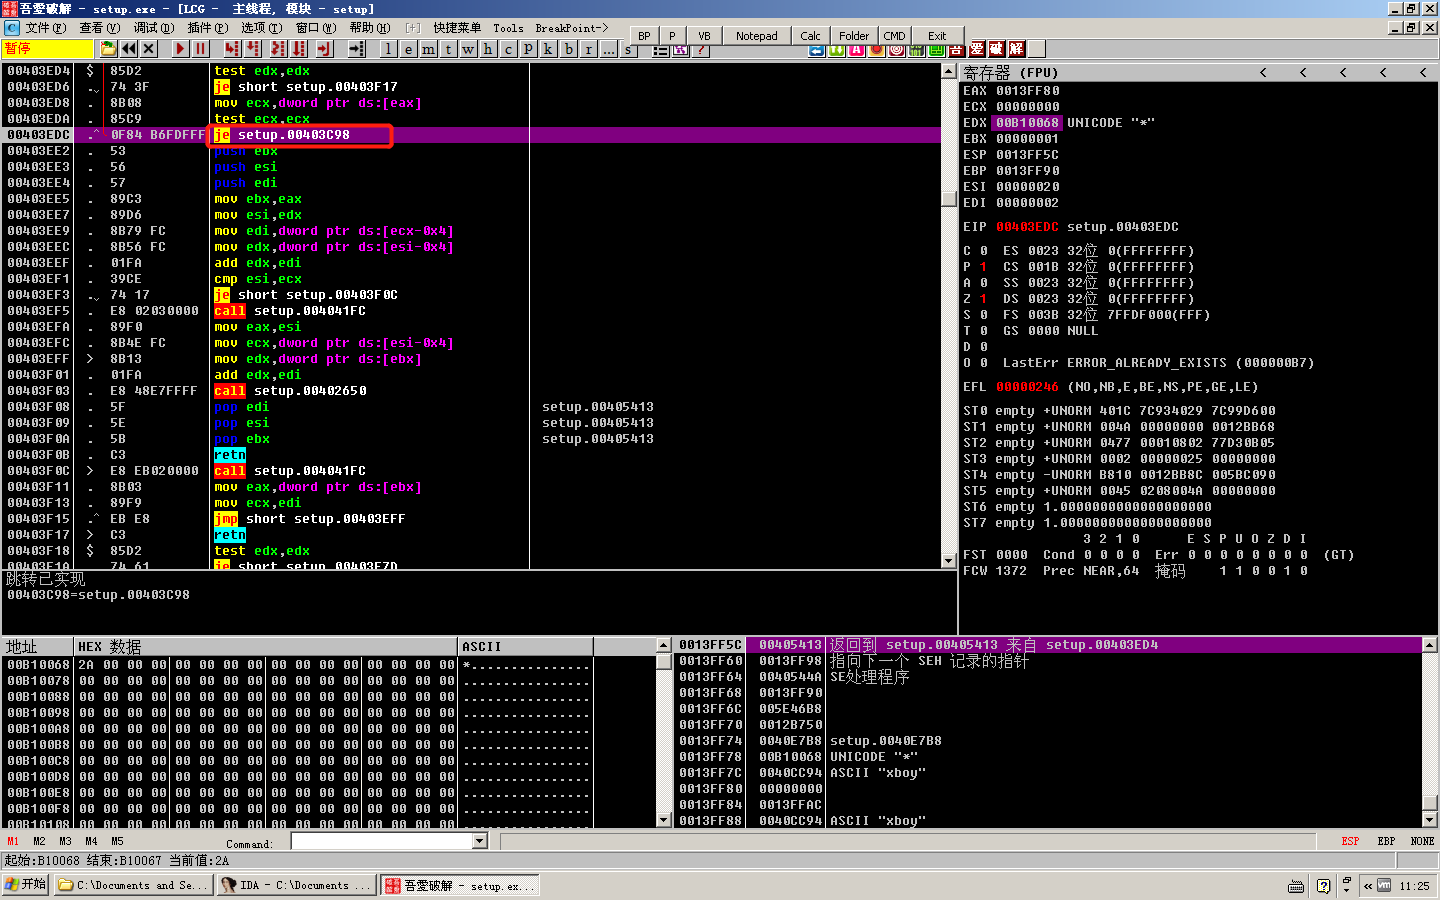 吾爱破解 - setup.exe - [LCG - 主线程, 模块 - setup]
文件(F) 查看(V) 调试(D) 插件(P) 选项(T) 窗口(W) 帮助(H) [+] 快捷菜单 Tools BreakPoint->
BP P VB Notepad Calc Folder CMD Exit
暂停
l e m t w h c p k b r ... s
00403ED4 $ 85D2 test edx,edx
00403ED6 . 74 3F je short setup.00403F17
00403ED8 . 8B08 mov ecx,dword ptr ds:[eax]
00403EDA . 85C9 test ecx,ecx
00403EDC .^ 0F84 B6FDFFFF je setup.00403C98
00403EE2 . 53 push ebx
00403EE3 . 56 push esi
00403EE4 . 57 push edi
00403EE5 . 89C3 mov ebx,eax
00403EE7 . 89D6 mov esi,edx
00403EE9 . 8B79 FC mov edi,dword ptr ds:[ecx-0x4]
00403EEC . 8B56 FC mov edx,dword ptr ds:[esi-0x4]
00403EEF . 01FA add edx,edi
00403EF1 . 39CE cmp esi,ecx
00403EF3 . 74 17 je short setup.00403F0C
00403EF5 . E8 02030000 call setup.004041FC
00403EFA . 89F0 mov eax,esi
00403EFC . 8B4E FC mov ecx,dword ptr ds:[esi-0x4]
00403EFF > 8B13 mov edx,dword ptr ds:[ebx]
00403F01 . 01FA add edx,edi
00403F03 . E8 48E7FFFF call setup.00402650
00403F08 . 5F pop edi setup.00405413
00403F09 . 5E pop esi setup.00405413
00403F0A . 5B pop ebx setup.00405413
00403F0B . C3 retn
00403F0C > E8 EB020000 call setup.004041FC
00403F11 . 8B03 mov eax,dword ptr ds:[ebx]
00403F13 . 89F9 mov ecx,edi
00403F15 .^ EB E8 jmp short setup.00403EFF
00403F17 > C3 retn
00403F18 $ 85D2 test edx,edx
00403F1A . 74 61 je short setup.00403F7D
跳转已实现
00403C98=setup.00403C98
寄存器 (FPU) < < < < <
EAX 0013FF80
ECX 00000000
EDX 00B10068 UNICODE "*"
EBX 00000001
ESP 0013FF5C
EBP 0013FF90
ESI 00000020
EDI 00000002
EIP 00403EDC setup.00403EDC
C 0 ES 0023 32位 0(FFFFFFFF)
P 1 CS 001B 32位 0(FFFFFFFF)
A 0 SS 0023 32位 0(FFFFFFFF)
Z 1 DS 0023 32位 0(FFFFFFFF)
S 0 FS 003B 32位 7FFDF000(FFF)
T 0 GS 0000 NULL
D 0
O 0 LastErr ERROR_ALREADY_EXISTS (000000B7)
EFL 00000246 (NO,NB,E,BE,NS,PE,GE,LE)
ST0 empty +UNORM 401C 7C934029 7C99D600
ST1 empty +UNORM 004A 00000000 0012BB68
ST2 empty +UNORM 0477 00010802 77D30B05
ST3 empty +UNORM 0002 00000025 00000000
ST4 empty -UNORM B810 0012BB8C 005BC090
ST5 empty +UNORM 0045 0208004A 00000000
ST6 empty 1.0000000000000000000
ST7 empty 1.0000000000000000000
3 2 1 0 E S P U O Z D I
FST 0000 Cond 0 0 0 0 Err 0 0 0 0 0 0 0 0 (GT)
FCW 1372 Prec NEAR,64 掩码 1 1 0 0 1 0
地址 HEX 数据 ASCII
00B10068 2A 00 00 00 00 00 00 00 00 00 00 00 00 00 00 00 *...............
00B10078 00 00 00 00 00 00 00 00 00 00 00 00 00 00 00 00 ................
00B10088 00 00 00 00 00 00 00 00 00 00 00 00 00 00 00 00 ................
00B10098 00 00 00 00 00 00 00 00 00 00 00 00 00 00 00 00 ................
00B100A8 00 00 00 00 00 00 00 00 00 00 00 00 00 00 00 00 ................
00B100B8 00 00 00 00 00 00 00 00 00 00 00 00 00 00 00 00 ................
00B100C8 00 00 00 00 00 00 00 00 00 00 00 00 00 00 00 00 ................
00B100D8 00 00 00 00 00 00 00 00 00 00 00 00 00 00 00 00 ................
00B100E8 00 00 00 00 00 00 00 00 00 00 00 00 00 00 00 00 ................
00B100F8 00 00 00 00 00 00 00 00 00 00 00 00 00 00 00 00 ................
00B10108 00 00 00 00 00 00 00 00 00 00 00 00 00 00 00 00 ................
0013FF5C 00405413 返回到 setup.00405413 来自 setup.00403ED4
0013FF60 0013FF98 指向下一个 SEH 记录的指针
0013FF64 0040544A SE处理程序
0013FF68 0013FF90
0013FF6C 005E46B8
0013FF70 0012B750
0013FF74 0040E7B8 setup.0040E7B8
0013FF78 00B10068 UNICODE "*"
0013FF7C 0040CC94 ASCII "xboy"
0013FF80 00000000
0013FF84 0013FFAC
0013FF88 0040CC94 ASCII "xboy"
M1 M2 M3 M4 M5 Command: ESP EBP NONE
起始:B10068 结束:B10067 当前值:2A
开始 C:\Documents and Se... IDA - C:\Documents ... 吾爱破解 - setup.ex... « 11:25